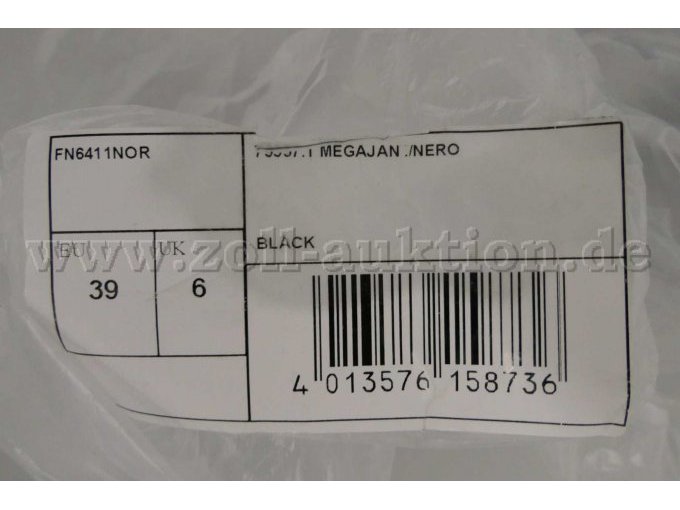 FN6411NOR
MEGAJAN ./NERO
EU
UK
BLACK
39
6
www.zoll-auktion.de
4 013576 158736